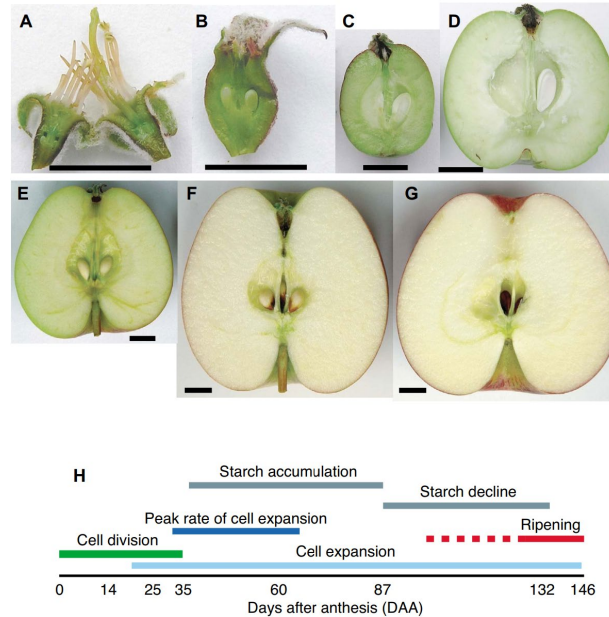 A
B
C
D
E
F
G
H
Starch accumulation
Starch decline
Peak rate of cell expansion
Ripening
Cell division
Cell expansion
0 14 25 35 60 87 132 146
Days after anthesis (DAA)